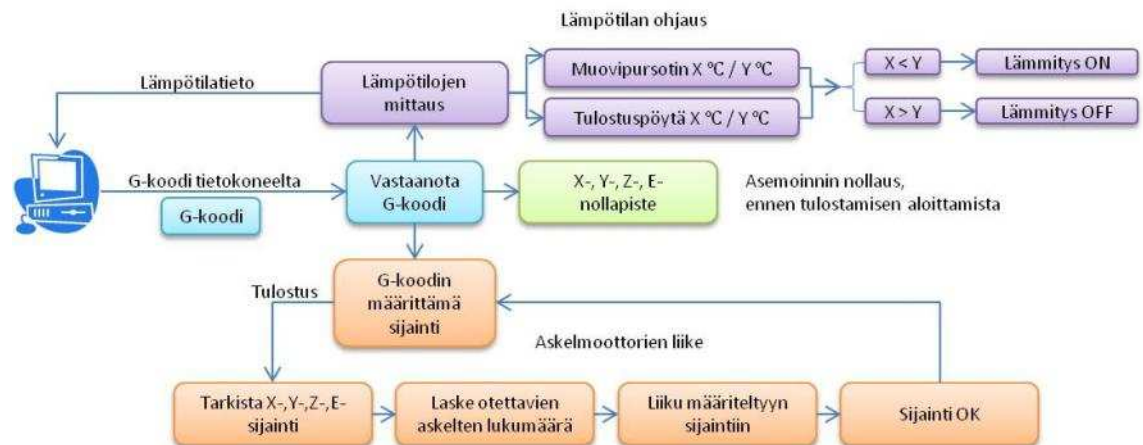 Lämpötilan ohjaus
Lämpötilatieto
Lämpötilojen
mittaus
Muovipursotin X °C / Y °C
Tulostuspöytä X °C / Y °C
X < Y
Lämmitys ON
X > Y
Lämmitys OFF
G-koodi tietokoneelta
G-koodi
Vastaanota
G-koodi
X-, Y-, Z-, E-
nollapiste
Asemoinnin nollaus,
ennen tulostamisen aloittamista
Tulostus
G-koodin
määrittämä
sijainti
Askelmoottorien liike
Tarkista X-,Y-,Z-,E-
sijainti
Laske otettavien
askelten lukumäärä
Liiku määriteltyyn
sijaintiin
Sijainti OK